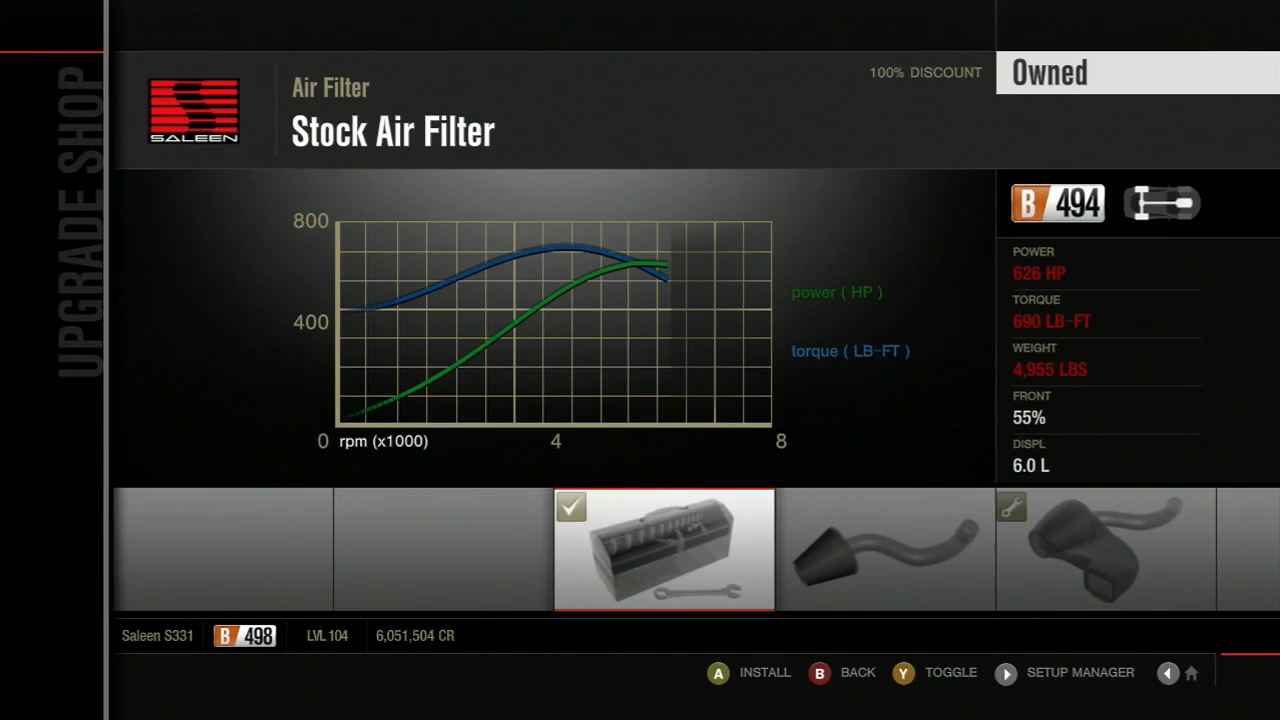 UPGRADE SHOP
SALEEN
Air Filter
Stock Air Filter
100% DISCOUNT
Owned
B 494
800
400
0
rpm (x1000)
4
8
power ( HP )
torque ( LB-FT )
POWER
626 HP
TORQUE
690 LB-FT
WEIGHT
4,955 LBS
FRONT
55%
DISPL
6.0 L
Saleen S331
B 498
LVL 104
6,051,504 CR
A INSTALL
B BACK
Y TOGGLE
SETUP MANAGER